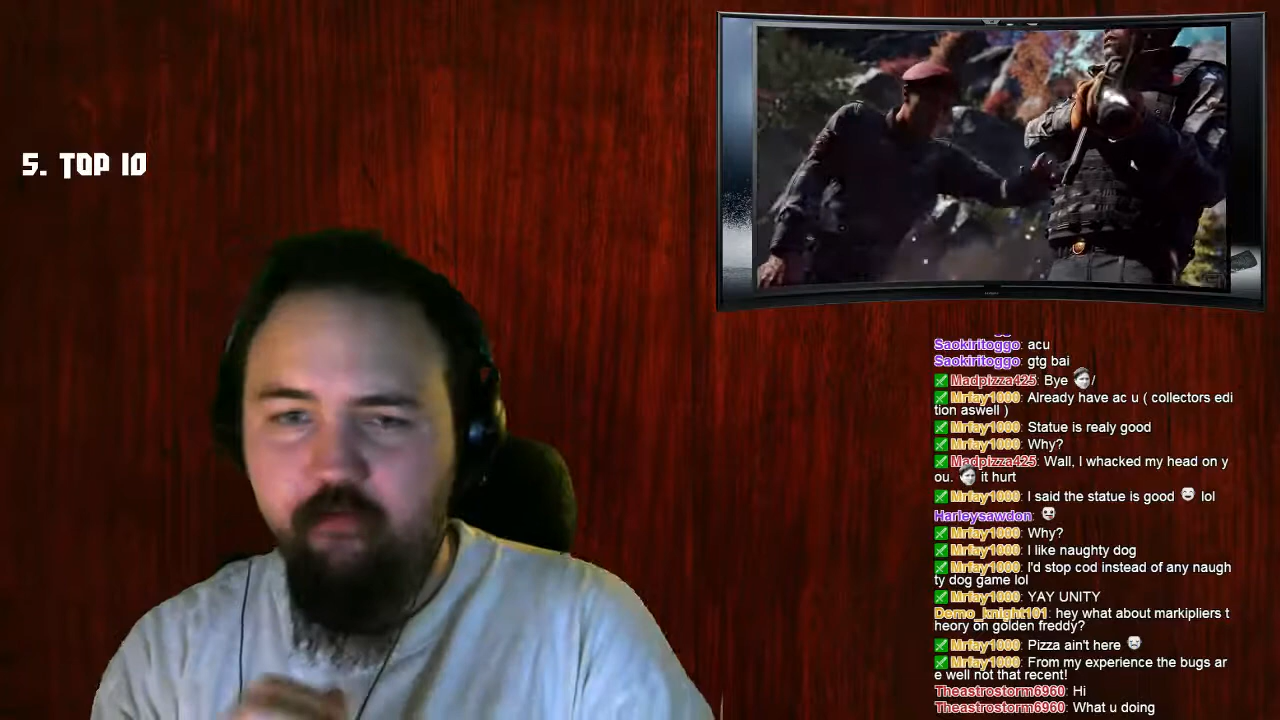 5. TOP 10
Saokiritoggo: acu
Saokiritoggo: gtg bai
Madpizza425: Bye /
Mrfay1000: Already have ac u ( collectors edi
tion aswell )
Mrfay1000: Statue is realy good
Mrfay1000: Why?
Madpizza425: Wall, I whacked my head on y
ou. it hurt
Mrfay1000: I said the statue is good lol
Harleysawdon:
Mrfay1000: Why?
Mrfay1000: I like naughty dog
Mrfay1000: I'd stop cod instead of any naugh
ty dog game lol
Mrfay1000: YAY UNITY
Demo_knight101: hey what about markipliers t
heory on golden freddy?
Mrfay1000: Pizza ain't here
Mrfay1000: From my experience the bugs ar
e well not that recent!
Theastrostorm6960: Hi
Theastrostorm6960: What u doing